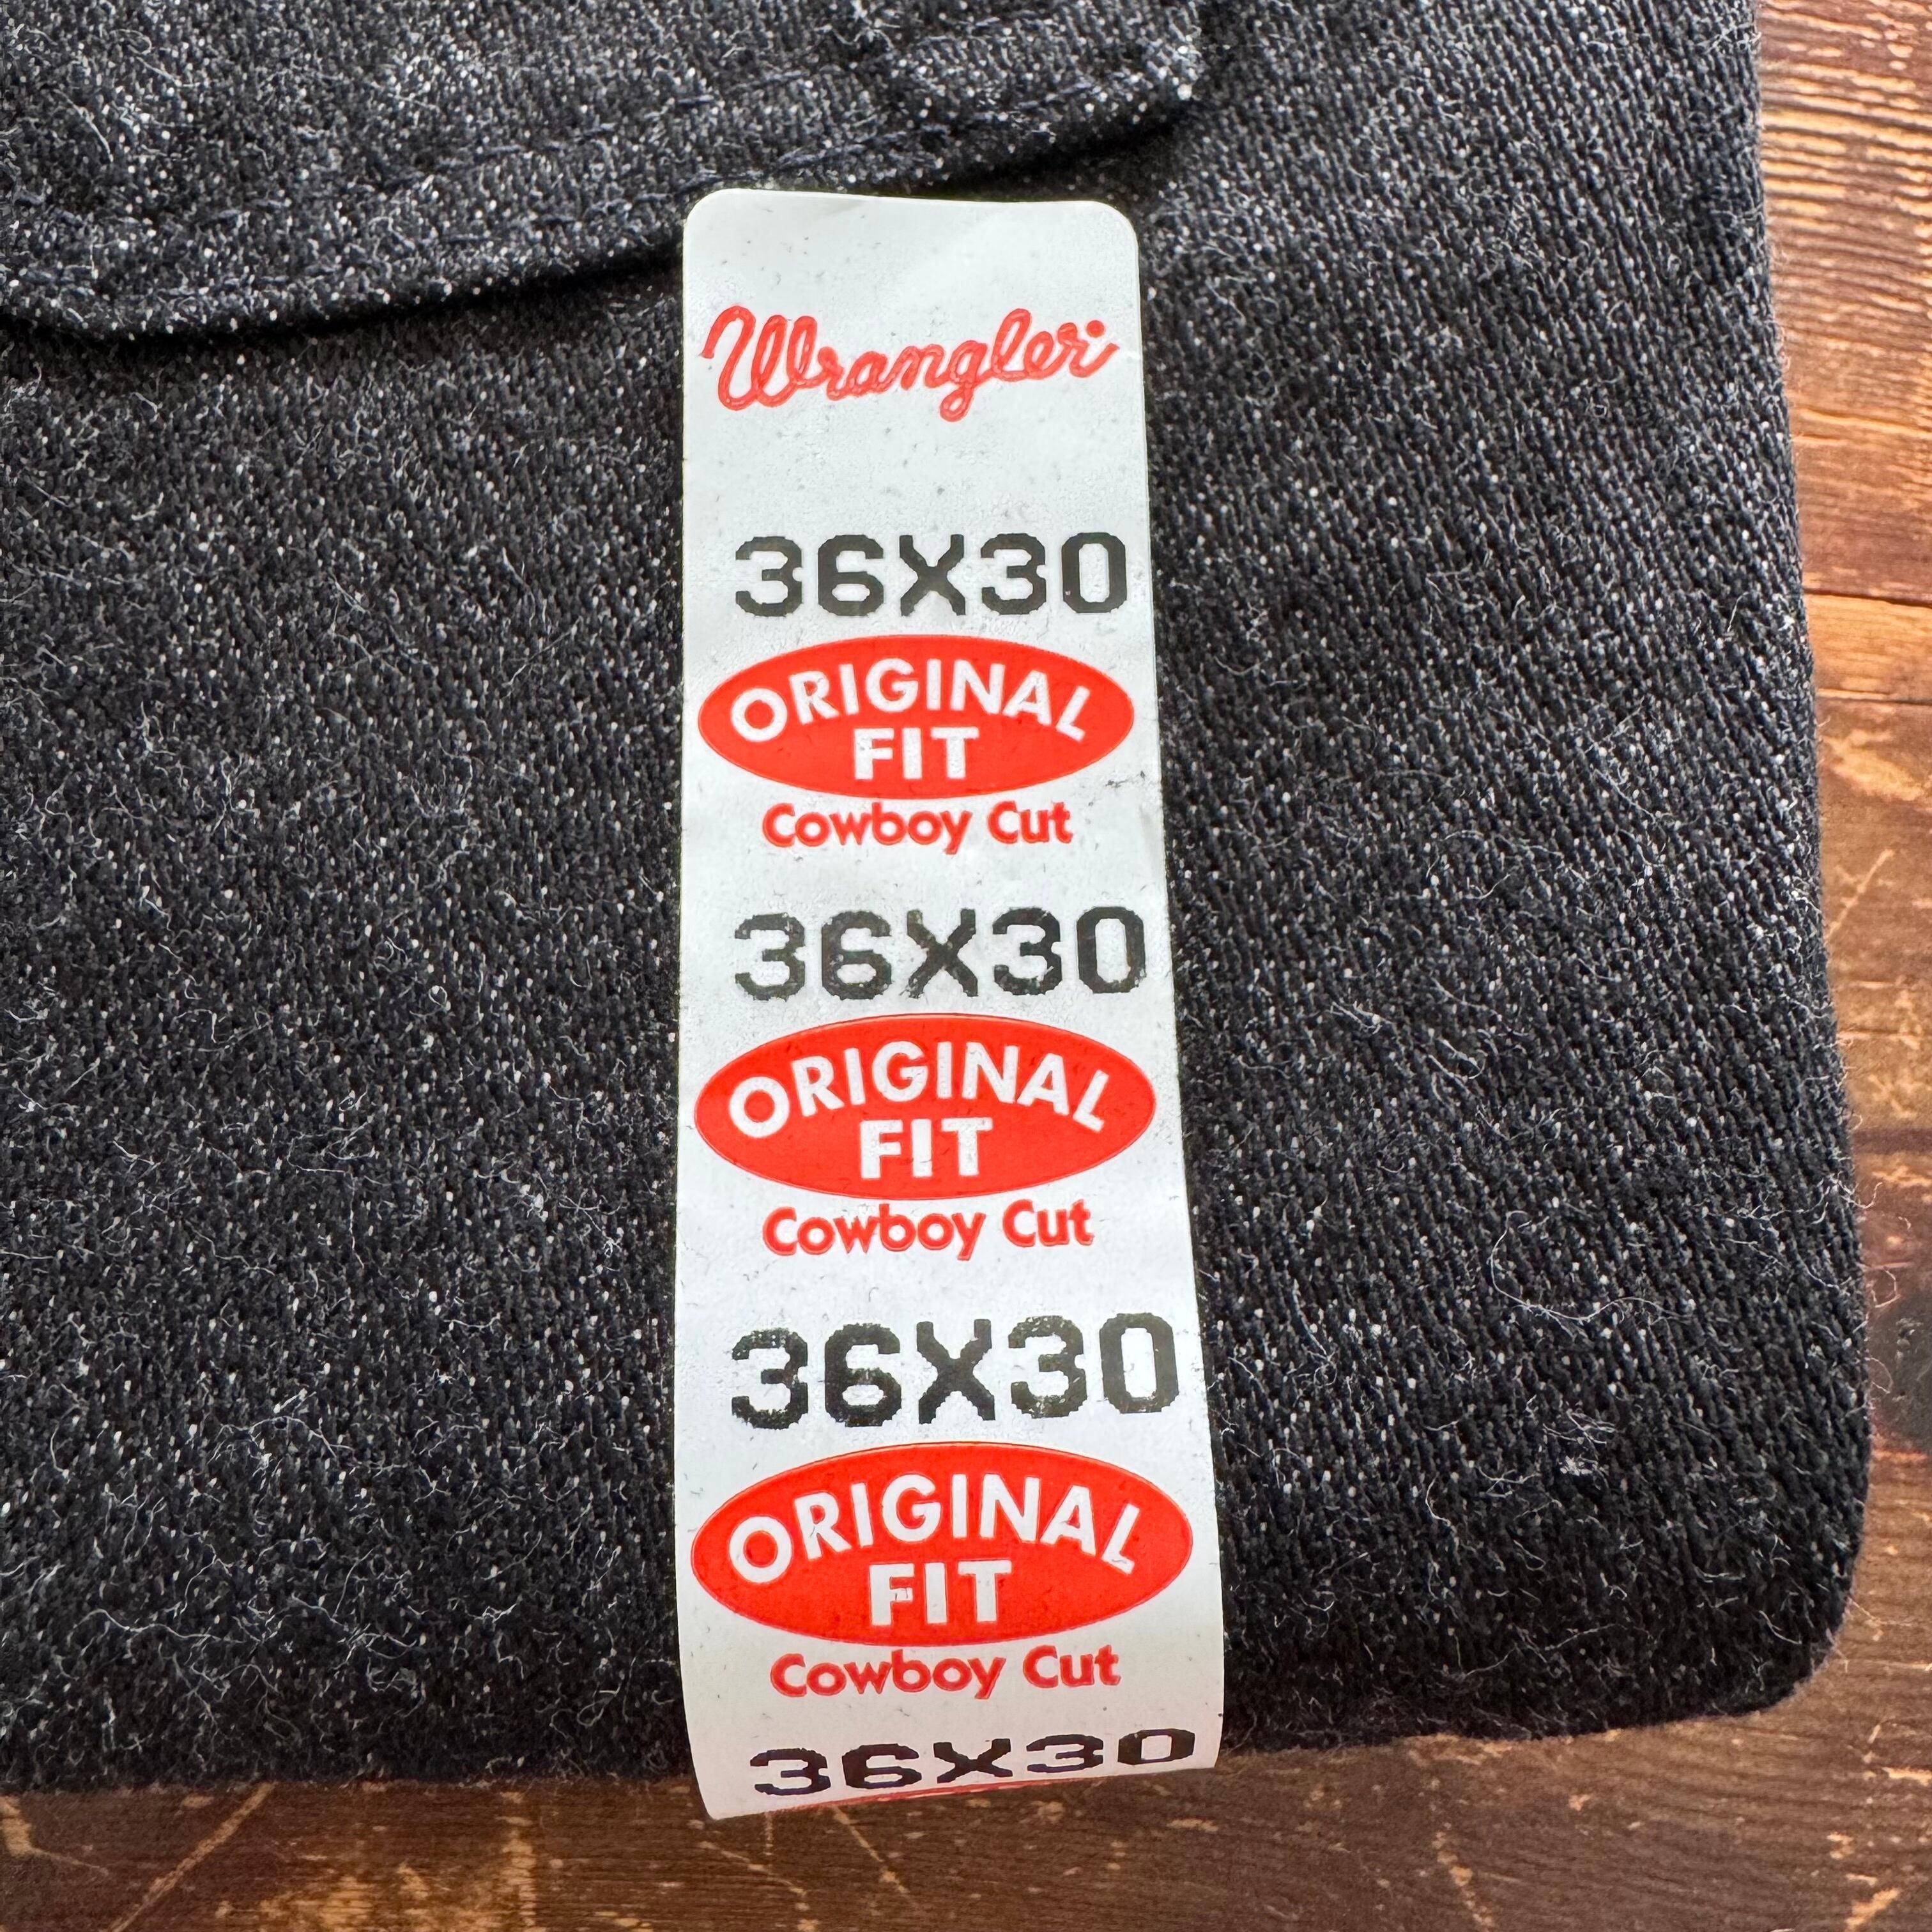 Wrangler
36X30
ORIGINAL
FIT
Cowboy Cut
36X30
ORIGINAL
FIT
Cowboy Cut
36X30
ORIGINAL
FIT
Cowboy Cut
36X30